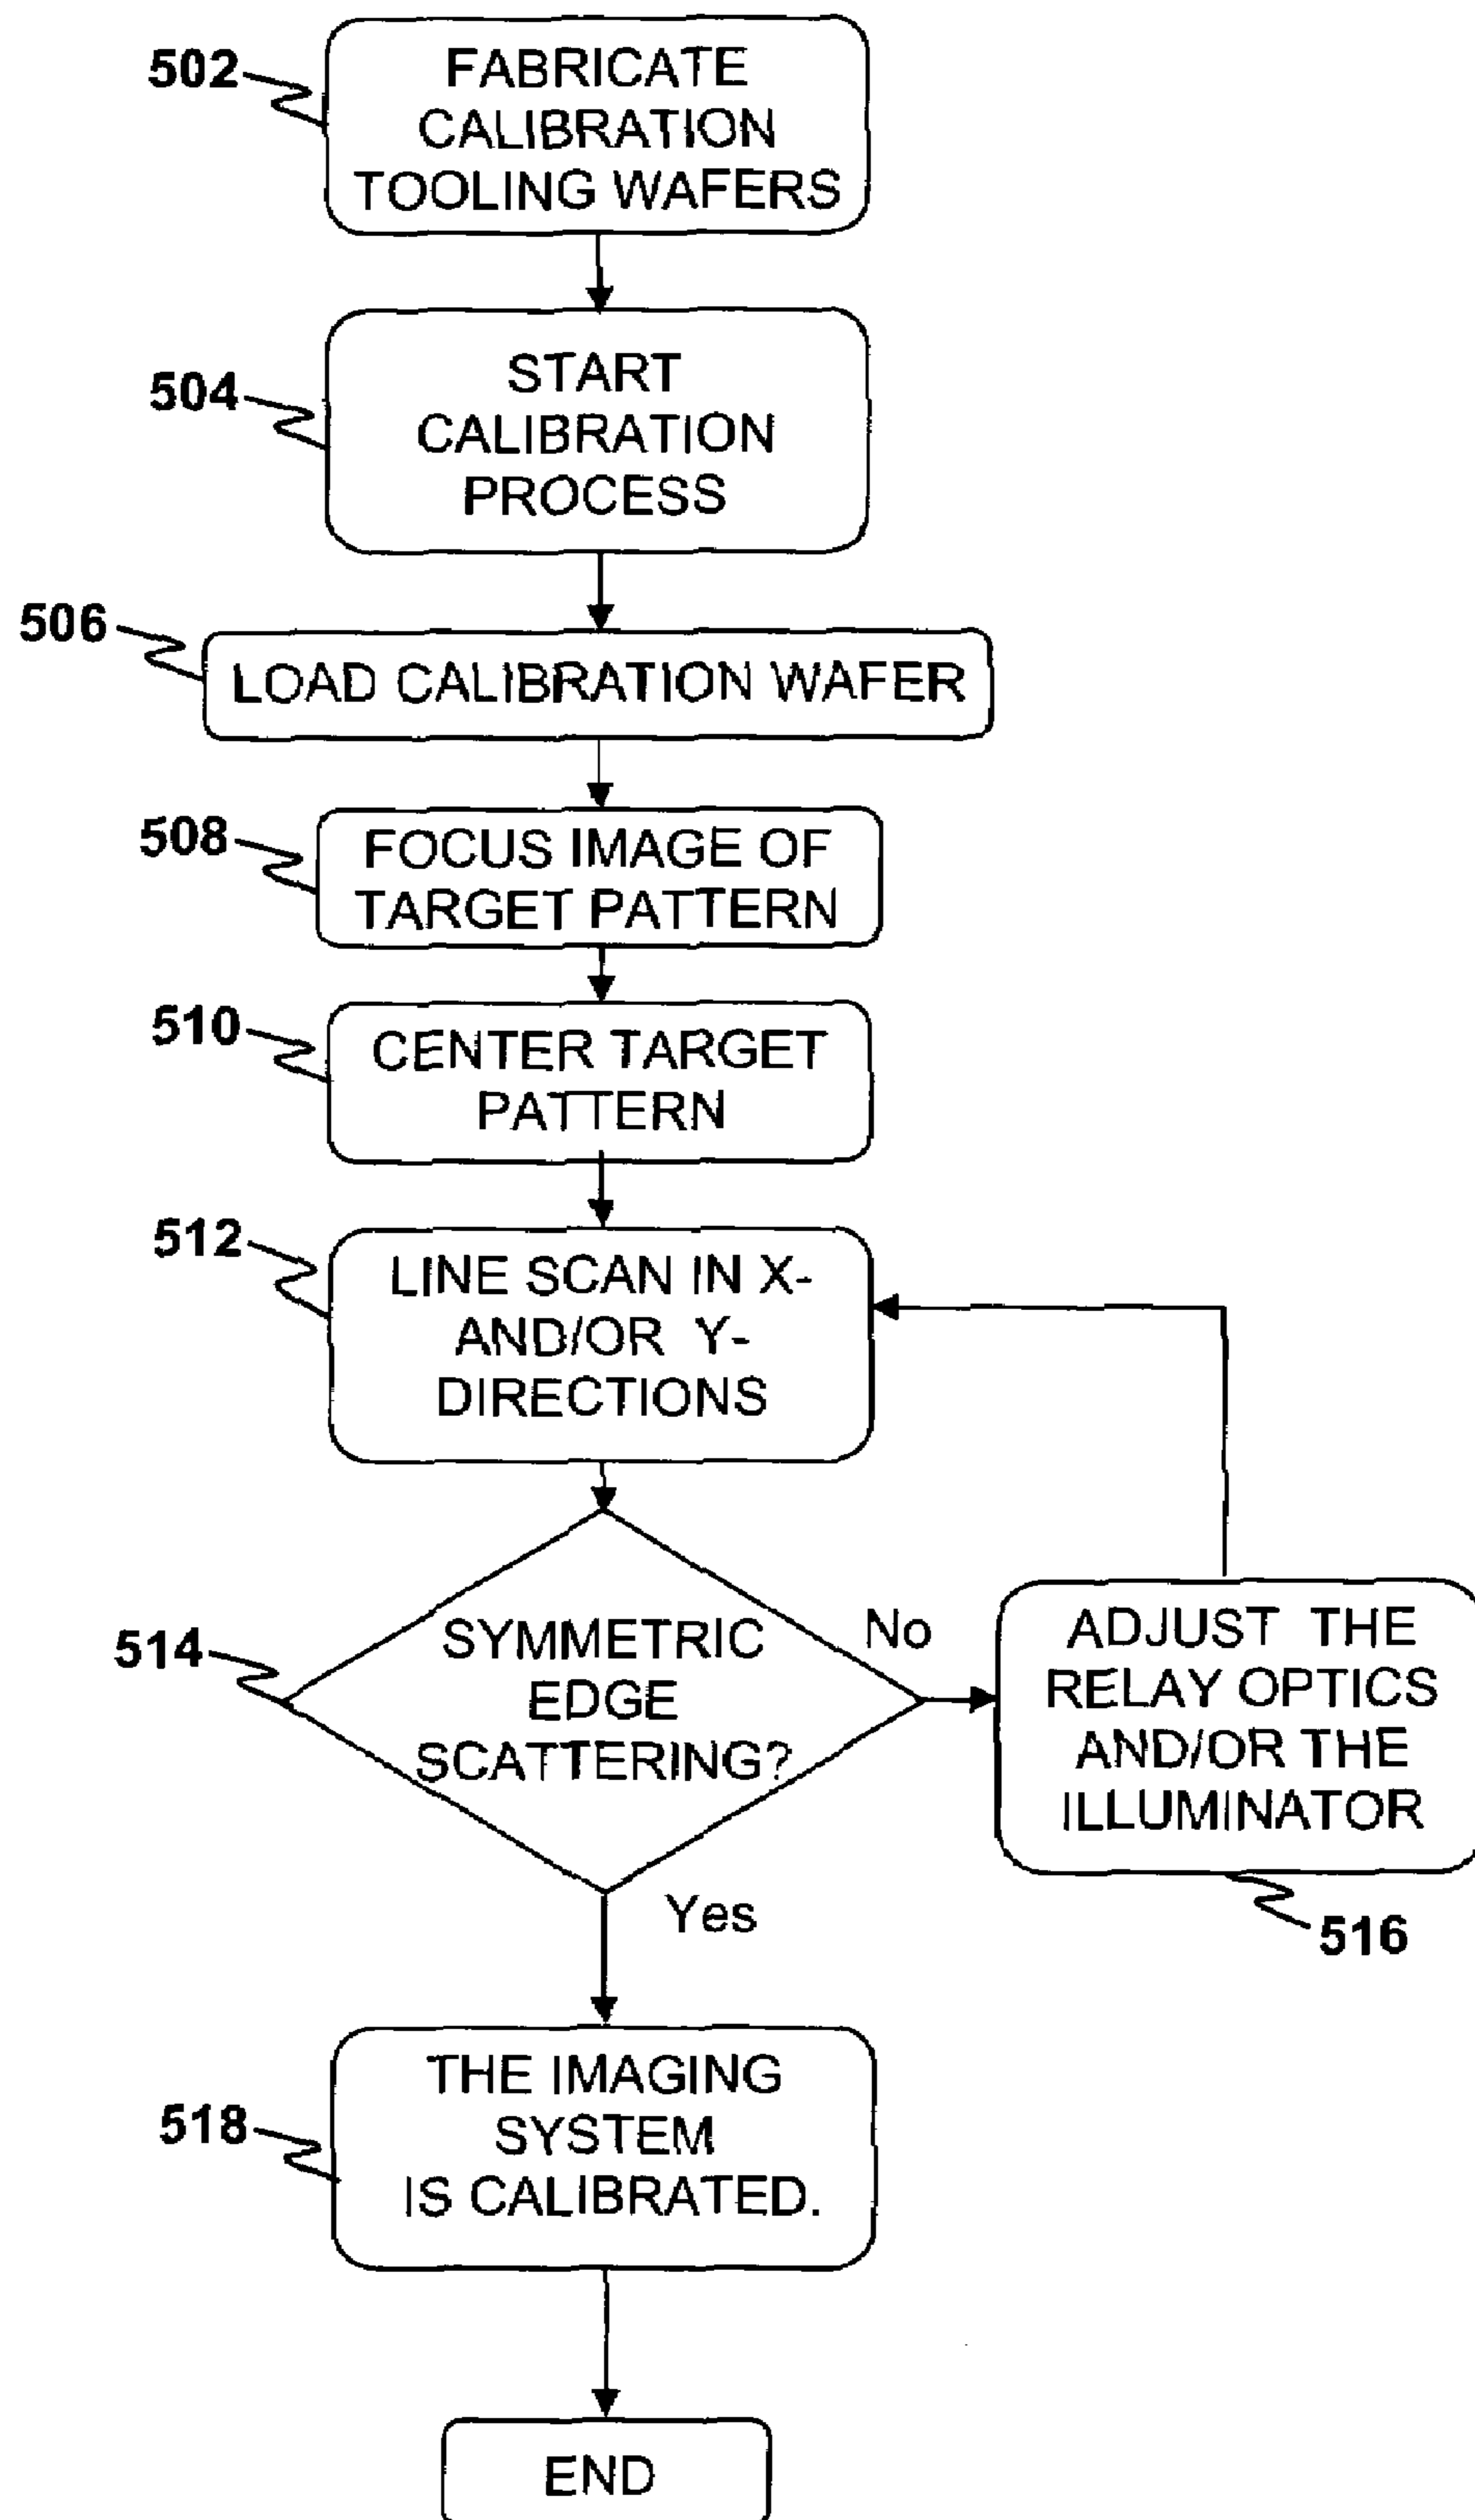 502
FABRICATE
CALIBRATION
TOOLING WAFERS
504
START
CALIBRATION
PROCESS
506
LOAD CALIBRATION WAFER
508
FOCUS IMAGE OF
TARGET PATTERN
510
CENTER TARGET
PATTERN
512
LINE SCAN IN X-
AND/OR Y-
DIRECTIONS
514
SYMMETRIC
EDGE
SCATTERING?
No
ADJUST THE
RELAY OPTICS
AND/OR THE
ILLUMINATOR
516
Yes
518
THE IMAGING
SYSTEM
IS CALIBRATED.
END